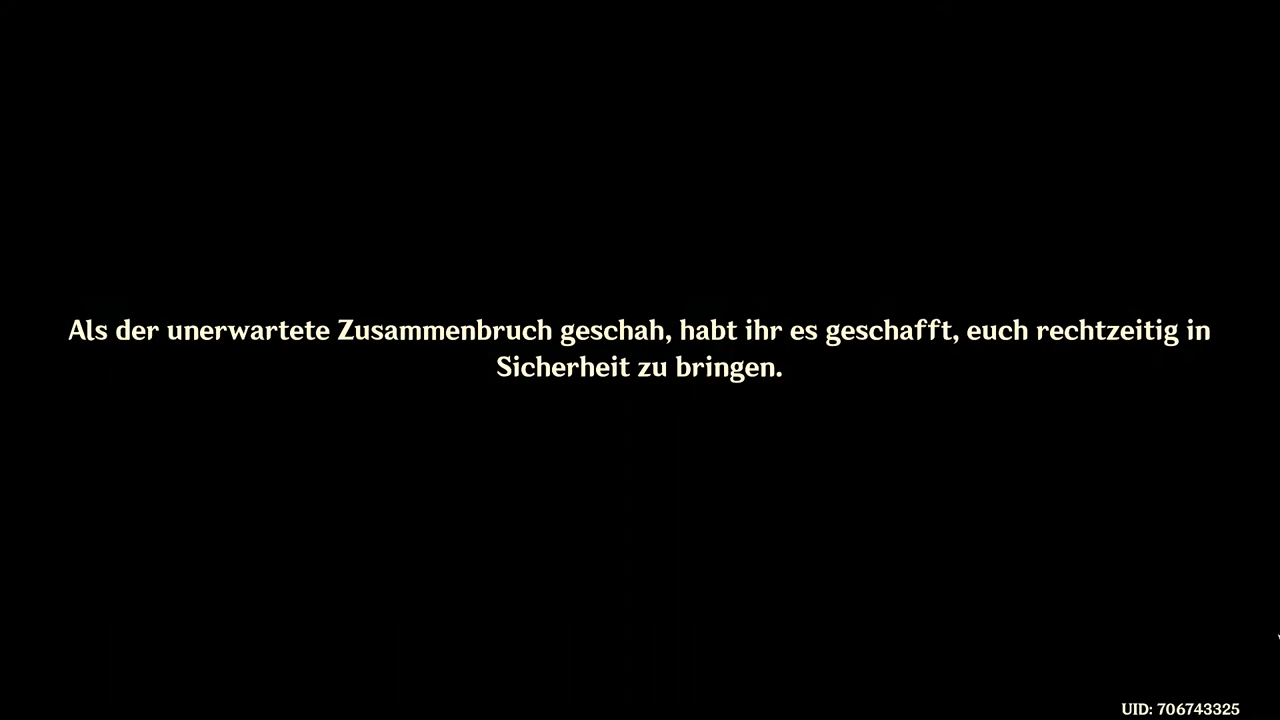 Als der unerwartete Zusammenbruch geschah, habt ihr es geschafft, euch rechtzeitig in
Sicherheit zu bringen.
UID: 706743325